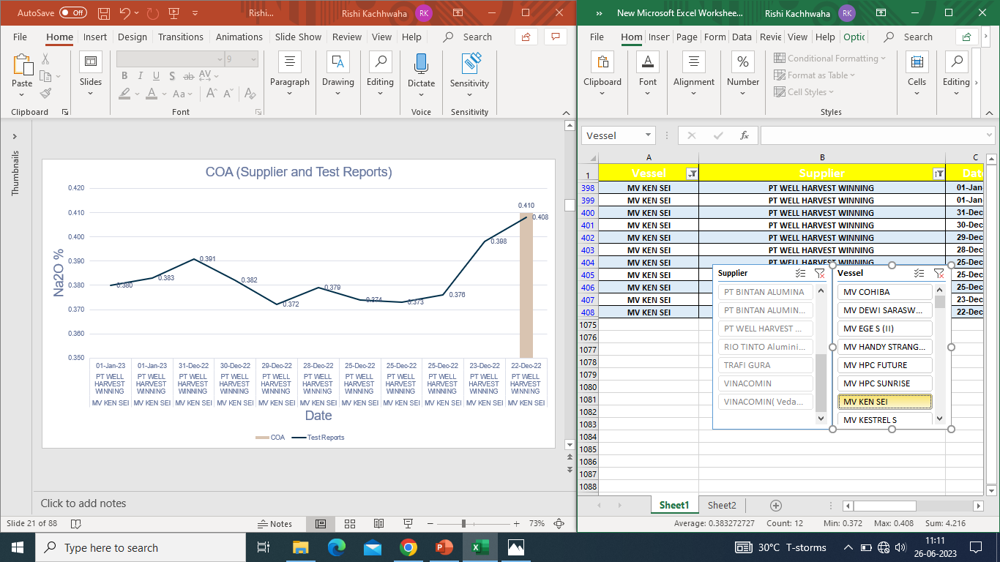 AutoSave Off Rishi... Rishi Kachhwaha RK
File Home Insert Design Transitions Animations Slide Show Review View Help Search
Paste Slides 9 Paragraph Drawing Editing Dictate Sensitivity
B I U S ab AV
A Aa A A A
Clipboard Font Voice Sensitivity
Thumbnails
COA (Supplier and Test Reports)
Na2O %
0.420
0.410
0.400
0.390
0.380
0.370
0.360
0.350
0.380 0.383 0.391 0.382 0.372 0.379 0.374 0.373 0.376 0.398 0.408
0.410
01-Jan-23 01-Jan-23 31-Dec-22 30-Dec-22 29-Dec-22 28-Dec-22 25-Dec-22 25-Dec-22 25-Dec-22 23-Dec-22 22-Dec-22
PT WELL PT WELL PT WELL PT WELL PT WELL PT WELL PT WELL PT WELL PT WELL PT WELL PT WELL
HARVEST HARVEST HARVEST HARVEST HARVEST HARVEST HARVEST HARVEST HARVEST HARVEST HARVEST
WINNING WINNING WINNING WINNING WINNING WINNING WINNING WINNING WINNING WINNING WINNING
MV KEN SEI MV KEN SEI MV KEN SEI MV KEN SEI MV KEN SEI MV KEN SEI MV KEN SEI MV KEN SEI MV KEN SEI MV KEN SEI MV KEN SEI
Date
COA Test Reports
Click to add notes
Slide 21 of 88 Notes 73%
New Microsoft Excel Workshee... Rishi Kachhwaha RK
File Hom Inser Page Form Data Revie View Help Optic Search
Clipboard Font Alignment Number Conditional Formatting Format as Table Cell Styles Cells Editing
Styles
Vessel fx
A B C
1 Vessel Supplier Dat
398 MV KEN SEI PT WELL HARVEST WINNING 01-Jan-
399 MV KEN SEI PT WELL HARVEST WINNING 01-Jan-
400 MV KEN SEI PT WELL HARVEST WINNING 31-Dec
401 MV KEN SEI PT WELL HARVEST WINNING 30-Dec
402 MV KEN SEI PT WELL HARVEST WINNING 29-Dec
403 MV KEN SEI PT WELL HARVEST WINNING 28-Dec
404 MV KEN SEI PT WELL HARVEST WINNING 25-Dec
405 MV KEN SEI 25-Dec
406 MV KEN SEI 25-Dec
407 MV KEN SEI 23-Dec
408 MV KEN SEI 22-Dec
1075
1076
1077
1078
1079
1080
1081
1082
1083
1084
1085
1086
1087
1088
Supplier
PT BINTAN ALUMINA
PT BINTAN ALUMIN...
PT WELL HARVEST ...
RIO TINTO Alumini...
TRAFI GURA
VINACOMIN
VINACOMIN( Veda...
Vessel
MV COHIBA
MV DEWI SARASW...
MV EGE S (II)
MV HANDY STRANG...
MV HPC FUTURE
MV HPC SUNRISE
MV KEN SEI
MV KESTREL S
Sheet1 Sheet2
Average: 0.383272727 Count: 12 Min: 0.372 Max: 0.408 Sum: 4.216
Type here to search
30°C T-storms
11:11
26-06-2023